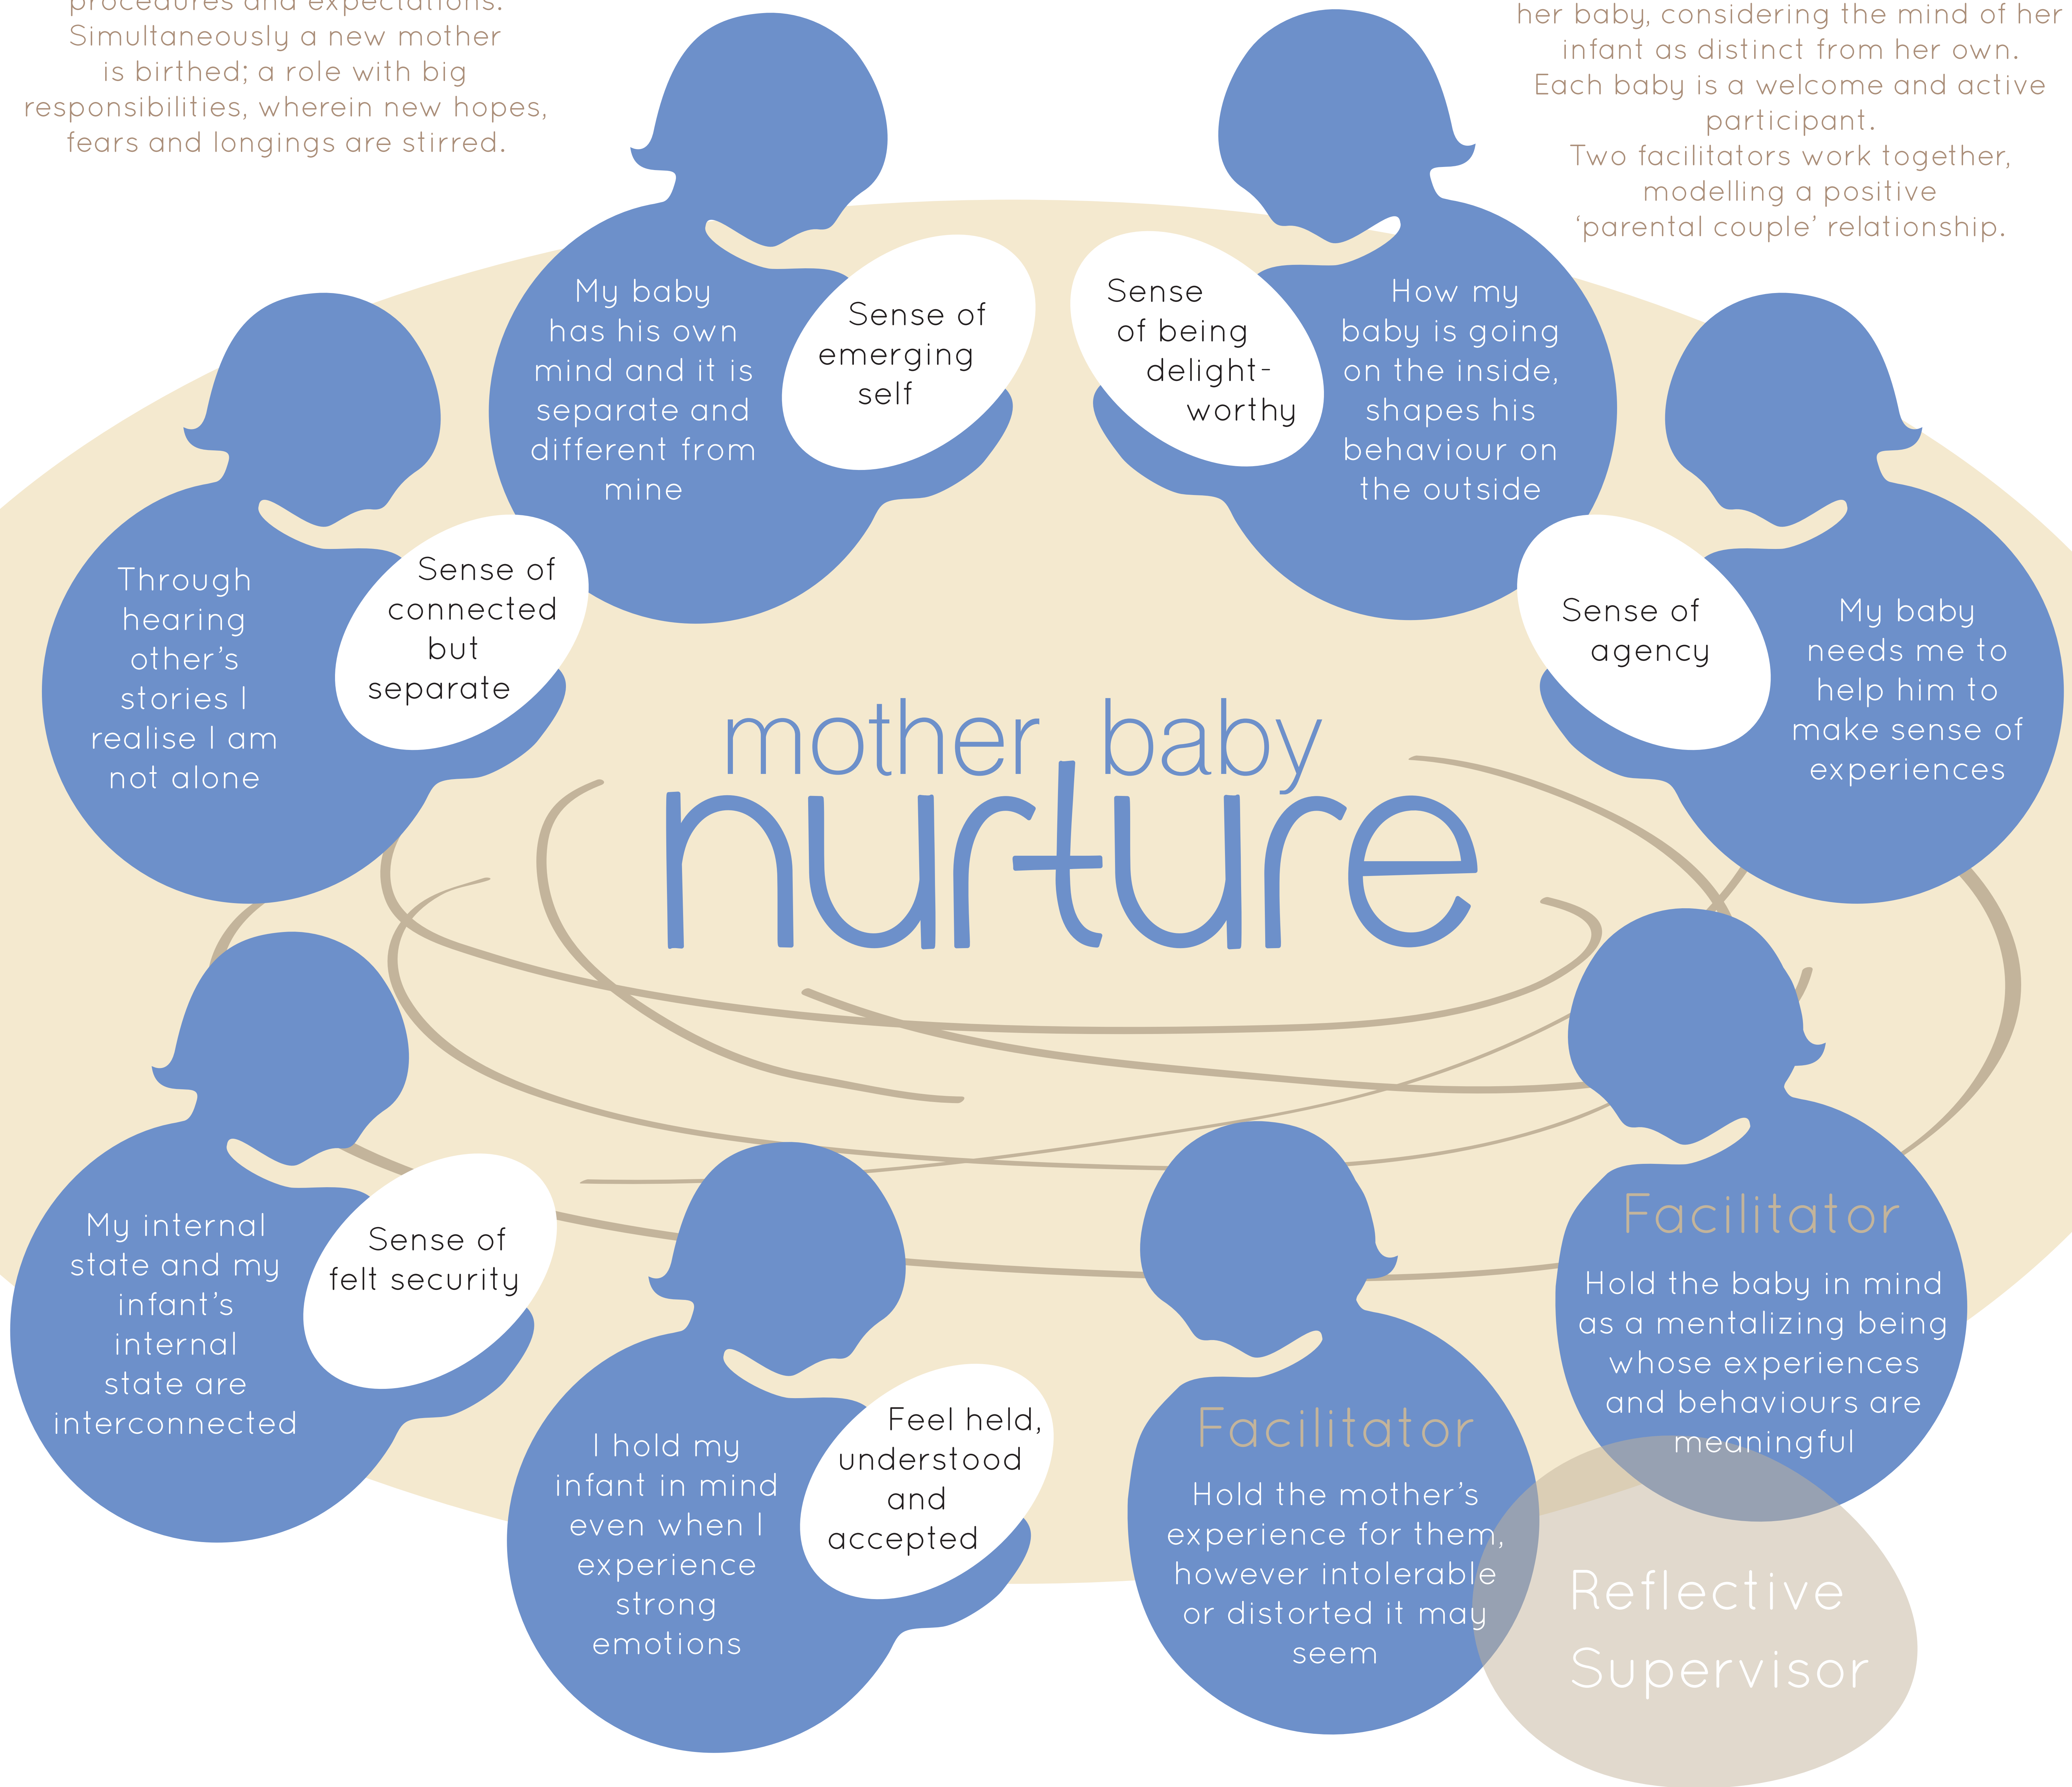 procedures and expectations.
Simultaneously a new mother
is birthed; a role with big
responsibilities, wherein new hopes,
fears and longings are stirred.
her baby, considering the mind of her
infant as distinct from her own.
Each baby is a welcome and active
participant.
Two facilitators work together,
modelling a positive
‘parental couple’ relationship.
My baby
has his own
mind and it is
separate and
different from
mine
Sense of
emerging
self
Sense
of being
delight-
worthy
How my
baby is going
on the inside,
shapes his
behaviour on
the outside
Through
hearing
other’s
stories I
realise I am
not alone
Sense of
connected
but
separate
Sense of
agency
My baby
needs me to
help him to
make sense of
experiences
mother baby
nurture
My internal
state and my
infant’s
internal
state are
interconnected
Sense of
felt security
I hold my
infant in mind
even when I
experience
strong
emotions
Feel held,
understood
and
accepted
Facilitator
Hold the mother’s
experience for them,
however intolerable
or distorted it may
seem
Facilitator
Hold the baby in mind
as a mentalizing being
whose experiences
and behaviours are
meaningful
Reflective
Supervisor